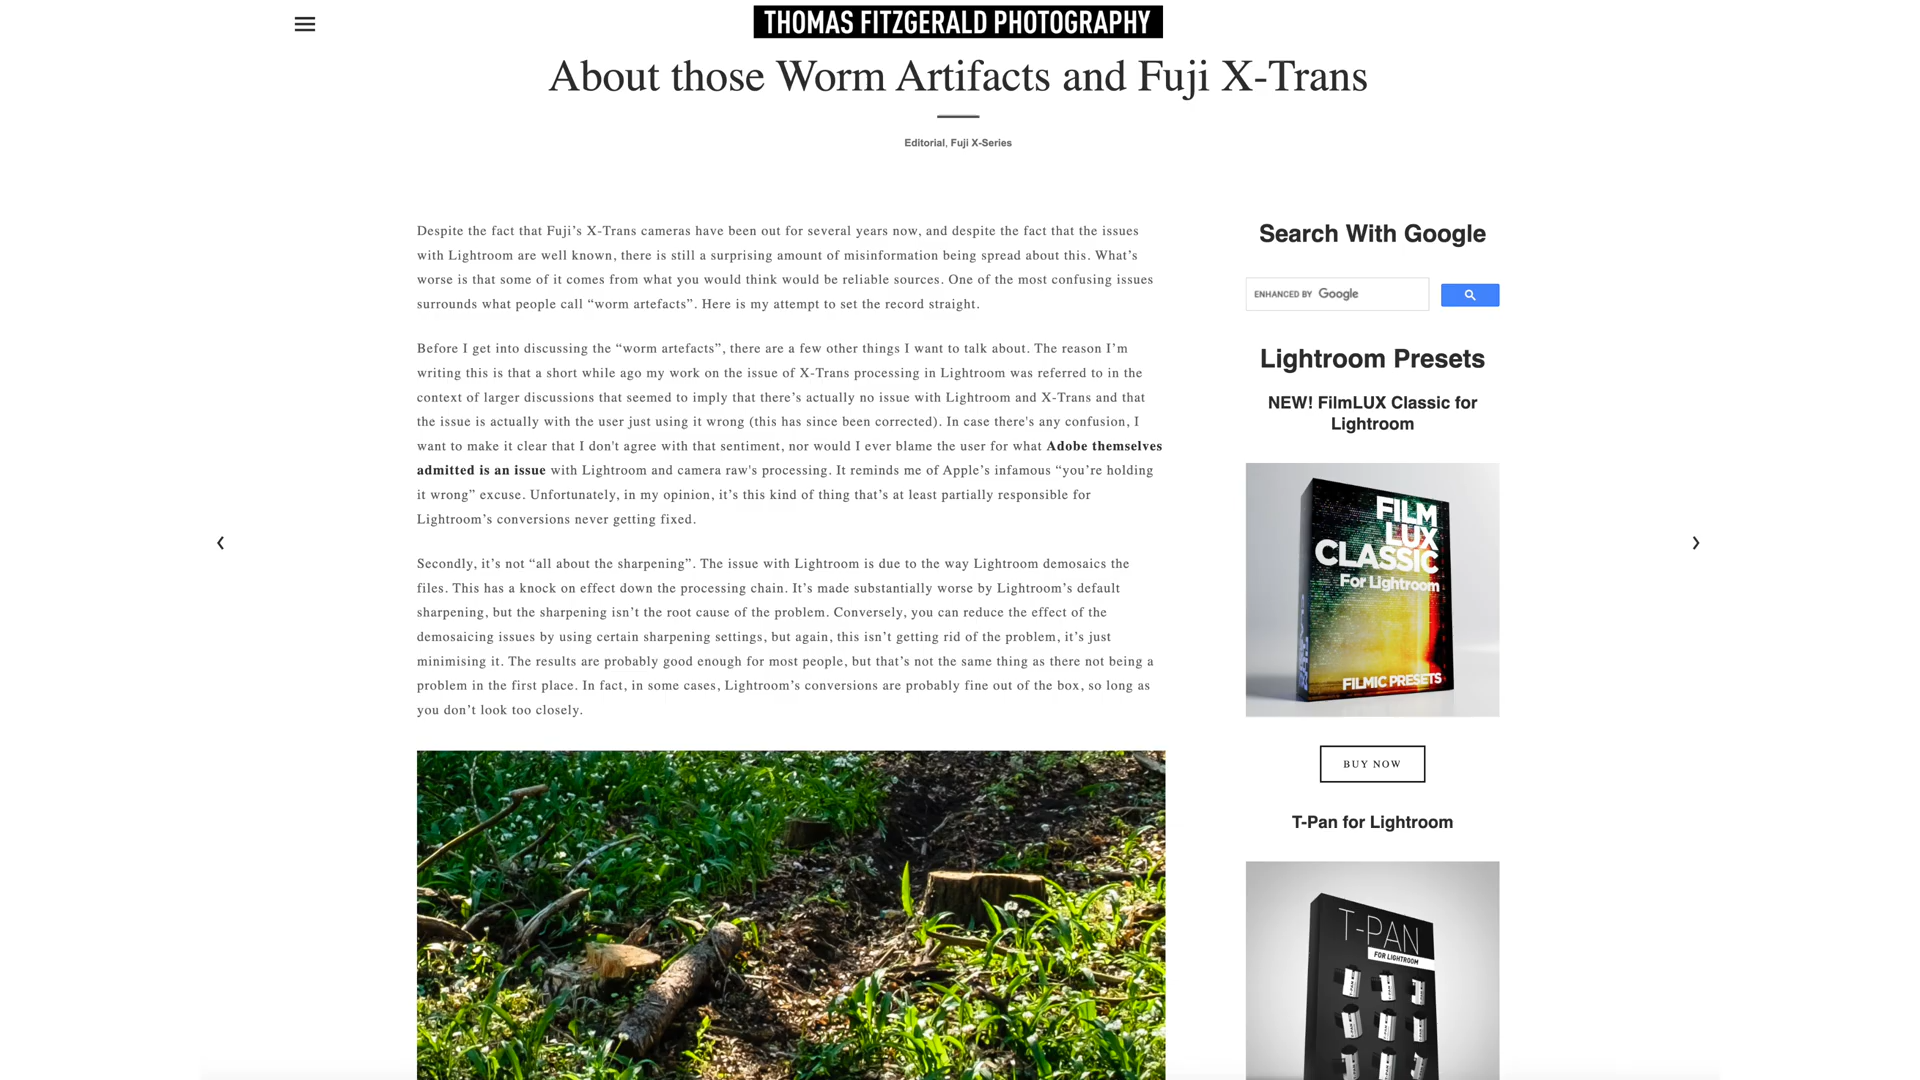 THOMAS FITZGERALD PHOTOGRAPHY
About those Worm Artifacts and Fuji X-Trans
Editorial, Fuji X-Series
Despite the fact that Fuji’s X-Trans cameras have been out for several years now, and despite the fact that the issues
with Lightroom are well known, there is still a surprising amount of misinformation being spread about this. What’s
worse is that some of it comes from what you would think would be reliable sources. One of the most confusing issues
surrounds what people call “worm artefacts”. Here is my attempt to set the record straight.
Before I get into discussing the “worm artefacts”, there are a few other things I want to talk about. The reason I’m
writing this is that a short while ago my work on the issue of X-Trans processing in Lightroom was referred to in the
context of larger discussions that seemed to imply that there’s actually no issue with Lightroom and X-Trans and that
the issue is actually with the user just using it wrong (this has since been corrected). In case there's any confusion, I
want to make it clear that I don't agree with that sentiment, nor would I ever blame the user for what Adobe themselves
admitted is an issue with Lightroom and camera raw's processing. It reminds me of Apple’s infamous “you’re holding
it wrong” excuse. Unfortunately, in my opinion, it’s this kind of thing that’s at least partially responsible for
Lightroom’s conversions never getting fixed.
Secondly, it’s not “all about the sharpening”. The issue with Lightroom is due to the way Lightroom demosaics the
files. This has a knock on effect down the processing chain. It’s made substantially worse by Lightroom’s default
sharpening, but the sharpening isn’t the root cause of the problem. Conversely, you can reduce the effect of the
demosaicing issues by using certain sharpening settings, but again, this isn’t getting rid of the problem, it’s just
minimising it. The results are probably good enough for most people, but that’s not the same thing as there not being a
problem in the first place. In fact, in some cases, Lightroom’s conversions are probably fine out of the box, so long as
you don’t look too closely.
Search With Google
ENHANCED BY Google
Lightroom Presets
NEW! FilmLUX Classic for
Lightroom
FILM
LUX
CLASSIC
For Lightroom
FILMIC PRESETS
BUY NOW
T-Pan for Lightroom
T-PAN
FOR LIGHTROOM